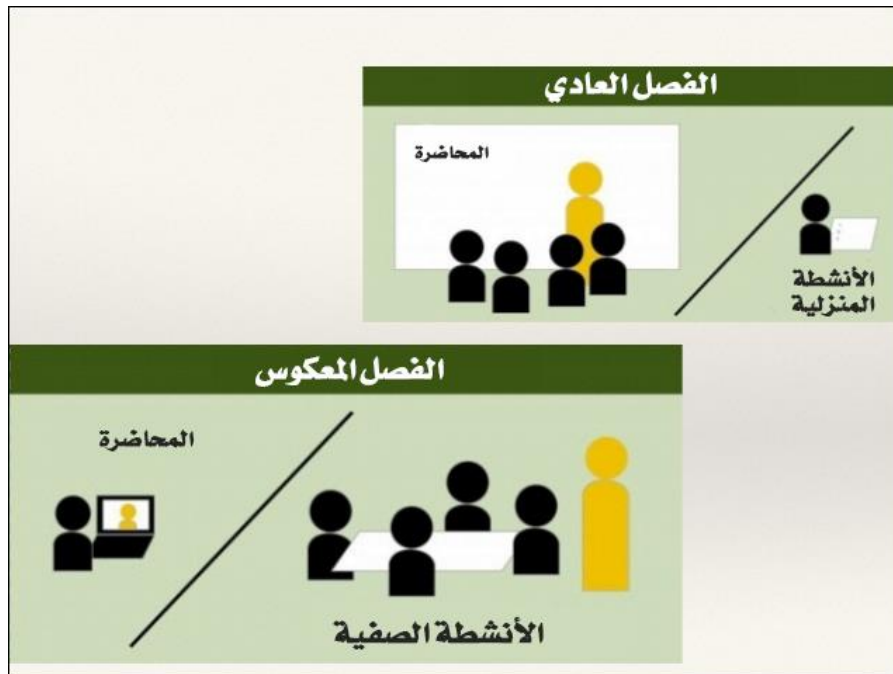 الفصل العادي
المحاضرة
الأنشطة
المنزلية
الفصل المعكوس
المحاضرة
الأنشطة الصفية